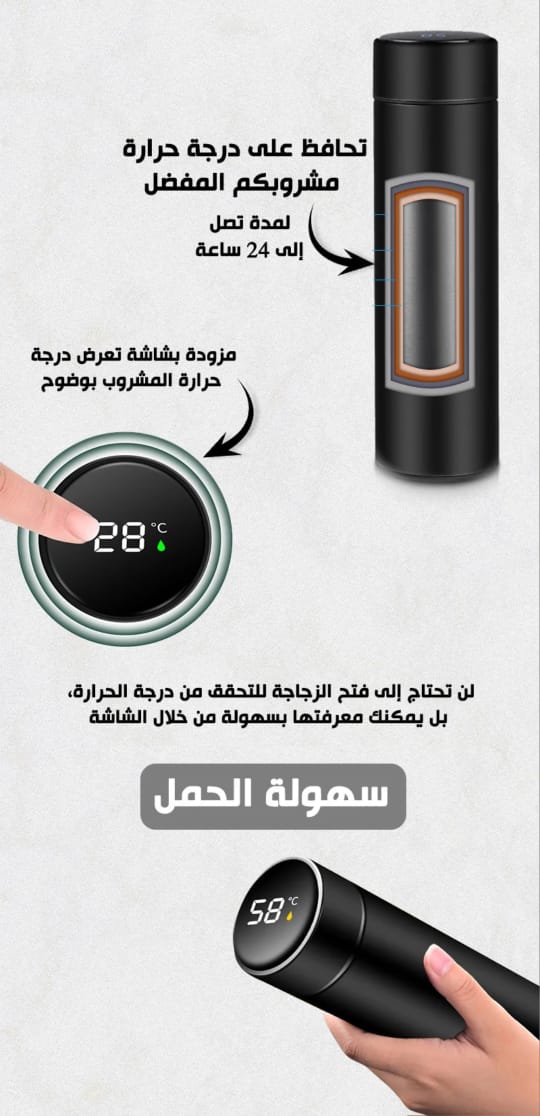 تحافظ على درجة حرارة
مشروبكم المفضل
لمدة تصل
إلى 24 ساعة
مزودة بشاشة تعرض درجة
حرارة المشروب بوضوح
28 °C
لن تحتاج إلى فتح الزجاجة للتحقق من درجة الحرارة،
بل يمكنك معرفتها بسهولة من خلال الشاشة
سهولة الحمل
58 °C